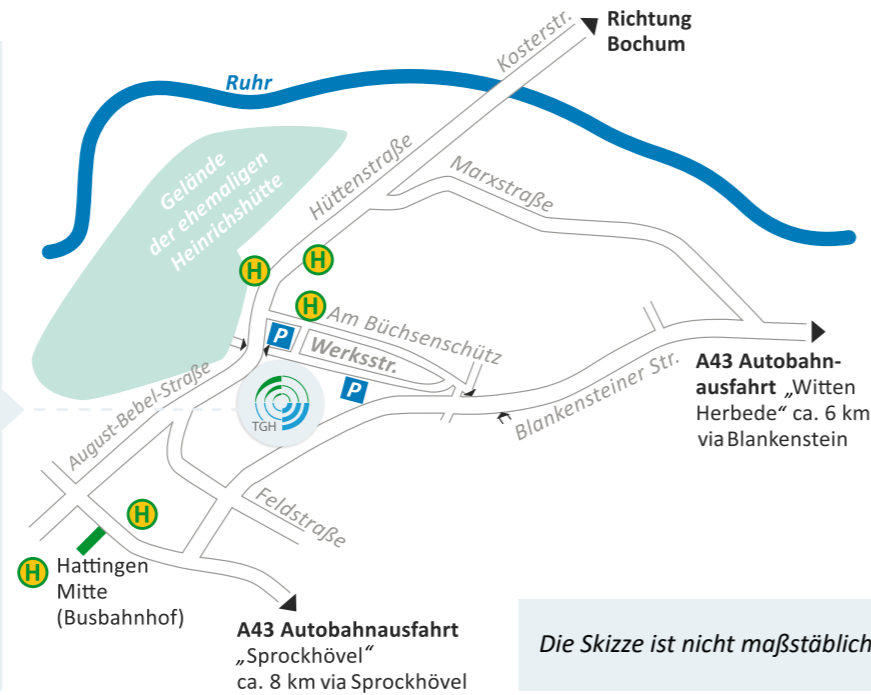 Richtung
Bochum
Kosterstr.
Ruhr
Gelände
der ehemaligen
Heinrichshütte
Hüttenstraße
Marxstraße
H
H
H
Am Büchsenschütz
P
Werksstr.
P
August-Bebel-Straße
TGH
Blankensteiner Str.
A43 Autobahn-
ausfahrt „Witten
Herbede“ ca. 6 km
via Blankenstein
Feldstraße
H
H
Hattingen
Mitte
(Busbahnhof)
A43 Autobahnausfahrt
„Sprockhövel“
ca. 8 km via Sprockhövel
Die Skizze ist nicht maßstäblich